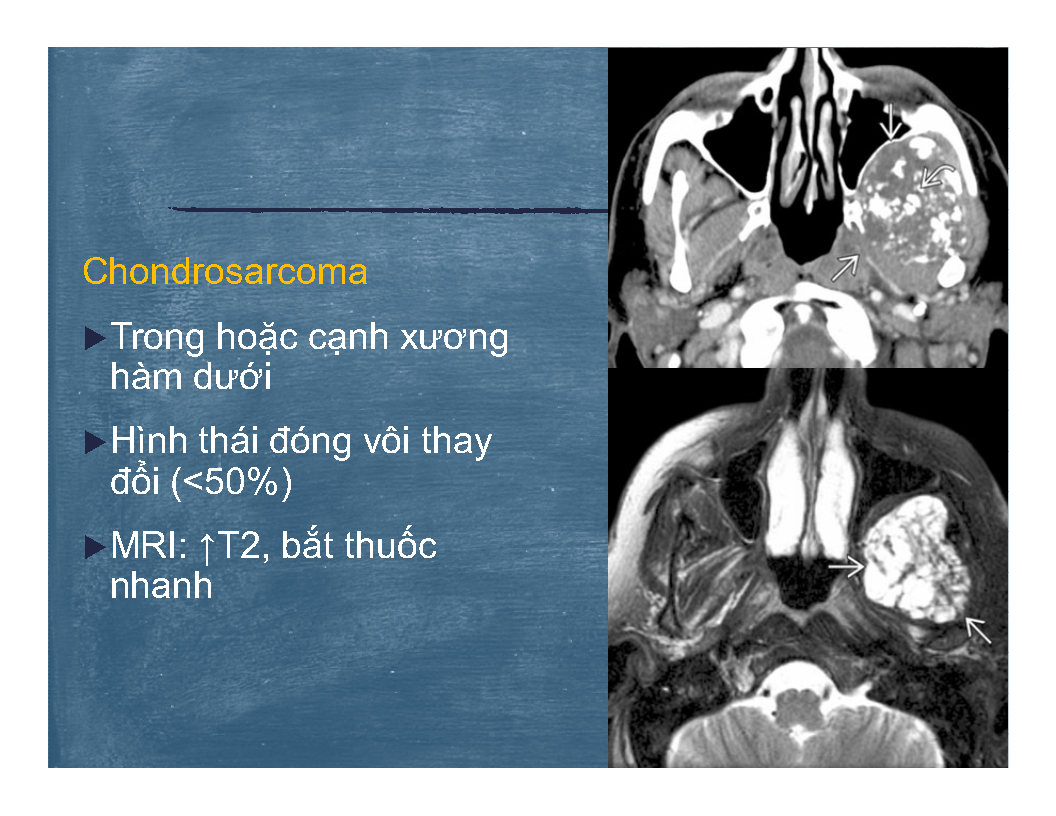 Chondrosarcoma
►Trong hoặc cạnh xương
hàm dưới
►Hình thái đóng vôi thay
đổi (<50%)
►MRI: ↑T2, bắt thuốc
nhanh